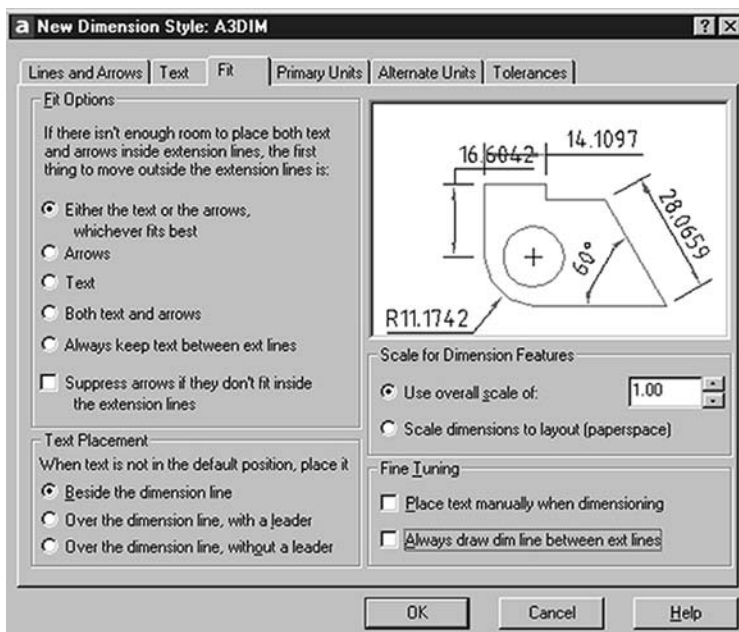 a New Dimension Style: A3DIM
Lines and Arrows
Text
Fit
Primary Units
Alternate Units
Tolerances
Fit Options
If there isn't enough room to place both text
and arrows inside extension lines, the first
thing to move outside the extension lines is:
Either the text or the arrows,
whichever fits best
Arrows
Text
Both text and arrows
Always keep text between ext lines
Suppress arrows if they don't fit inside
the extension lines
Text Placement
When text is not in the default position, place it
Beside the dimension line
Over the dimension line, with a leader
Over the dimension line, without a leader
16.6042
14.1097
28.0659
60°
R11.1742
Scale for Dimension Features
Use overall scale of:
1.00
Scale dimensions to layout (paperspace)
Fine Tuning
Place text manually when dimensioning
Always draw dim line between ext lines
OK
Cancel
Help